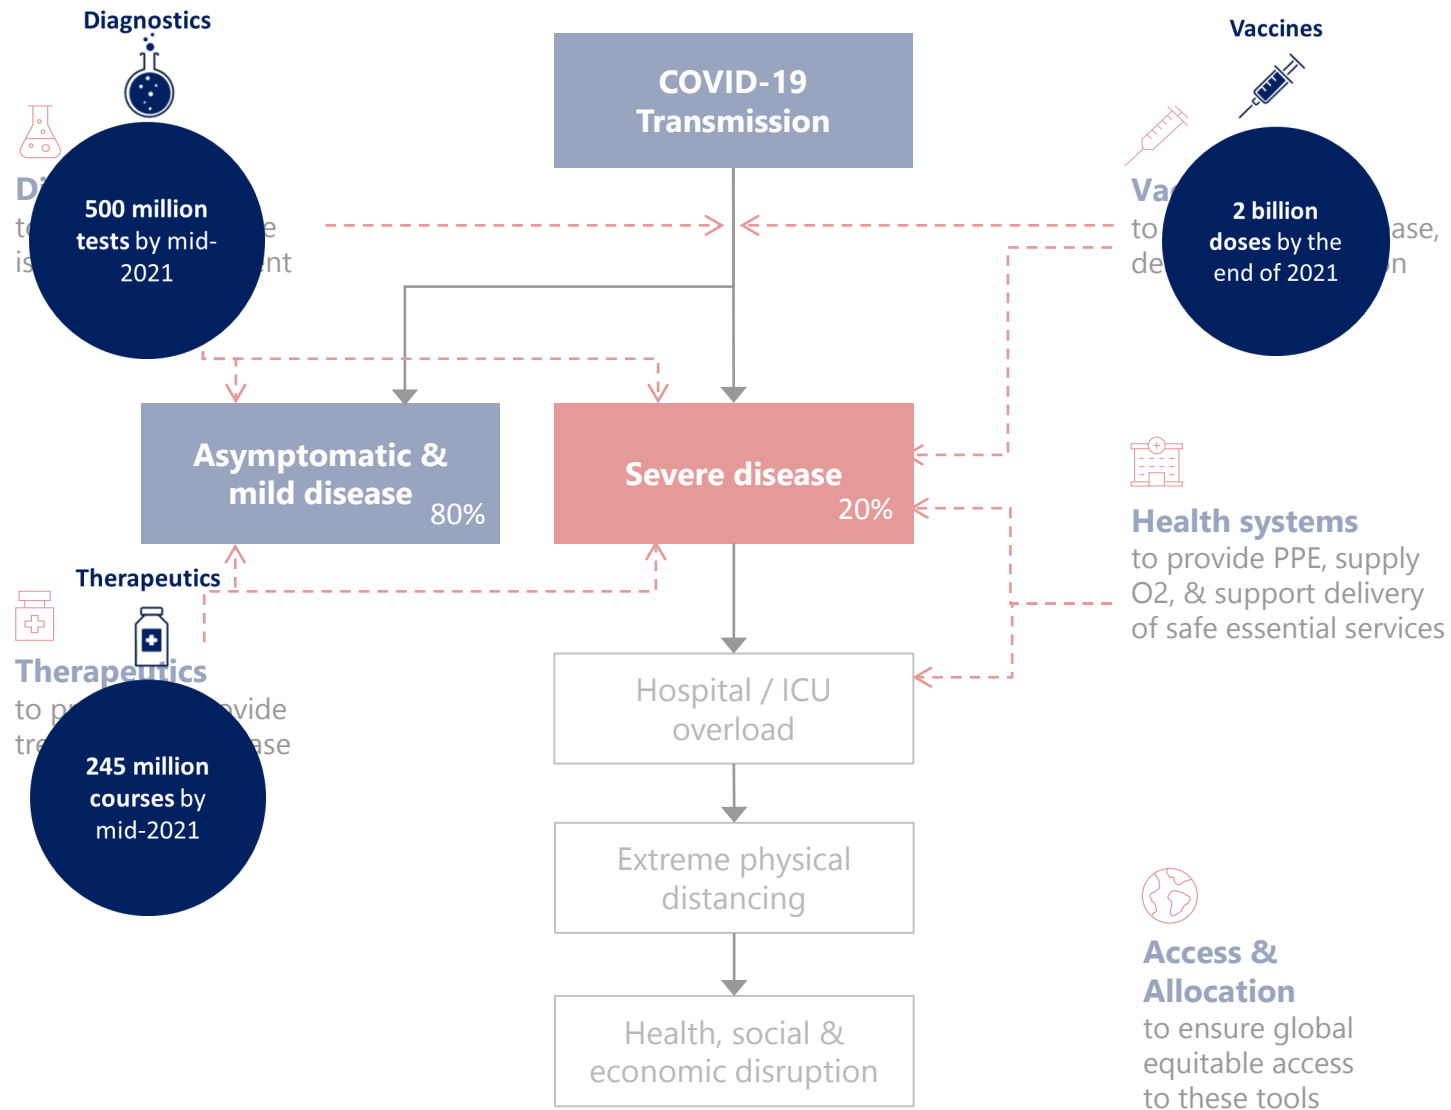 Diagnostics
500 million
tests by mid-
2021
COVID-19
Transmission
Vaccines
to
2 billion
doses by the
end of 2021
Asymptomatic &
mild disease
80%
Severe disease
20%
Health systems
to provide PPE, supply
O2, & support delivery
of safe essential services
Therapeutics
Therapeutics
to
245 million
courses by
mid-2021
Hospital / ICU
overload
Extreme physical
distancing
Health, social &
economic disruption
Access &
Allocation
to ensure global
equitable access
to these tools